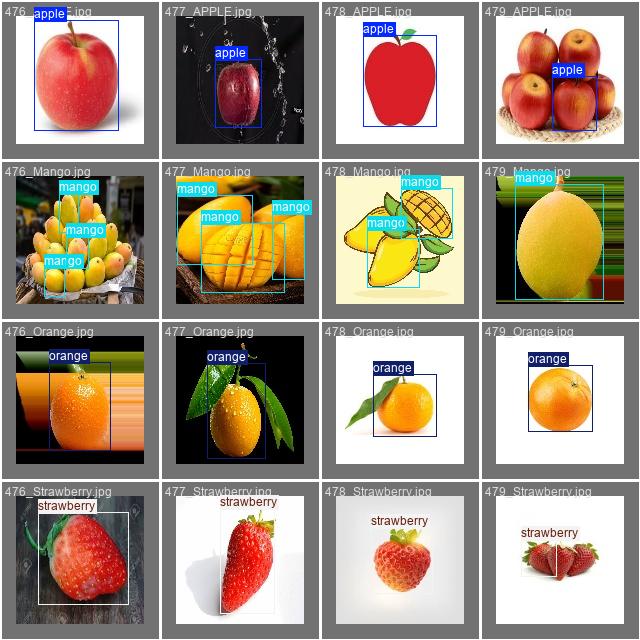 476_APPLE.jpg
apple
477_APPLE.jpg
apple
478_APPLE.jpg
apple
479_APPLE.jpg
apple
476_Mango.jpg
mango
mango
mango
477_Mango.jpg
mango
mango
mango
478_Mango.jpg
mango
mango
479_Mango.jpg
mango
476_Orange.jpg
orange
477_Orange.jpg
orange
478_Orange.jpg
orange
479_Orange.jpg
orange
476_Strawberry.jpg
strawberry
477_Strawberry.jpg
strawberry
478_Strawberry.jpg
strawberry
479_Strawberry.jpg
strawberry